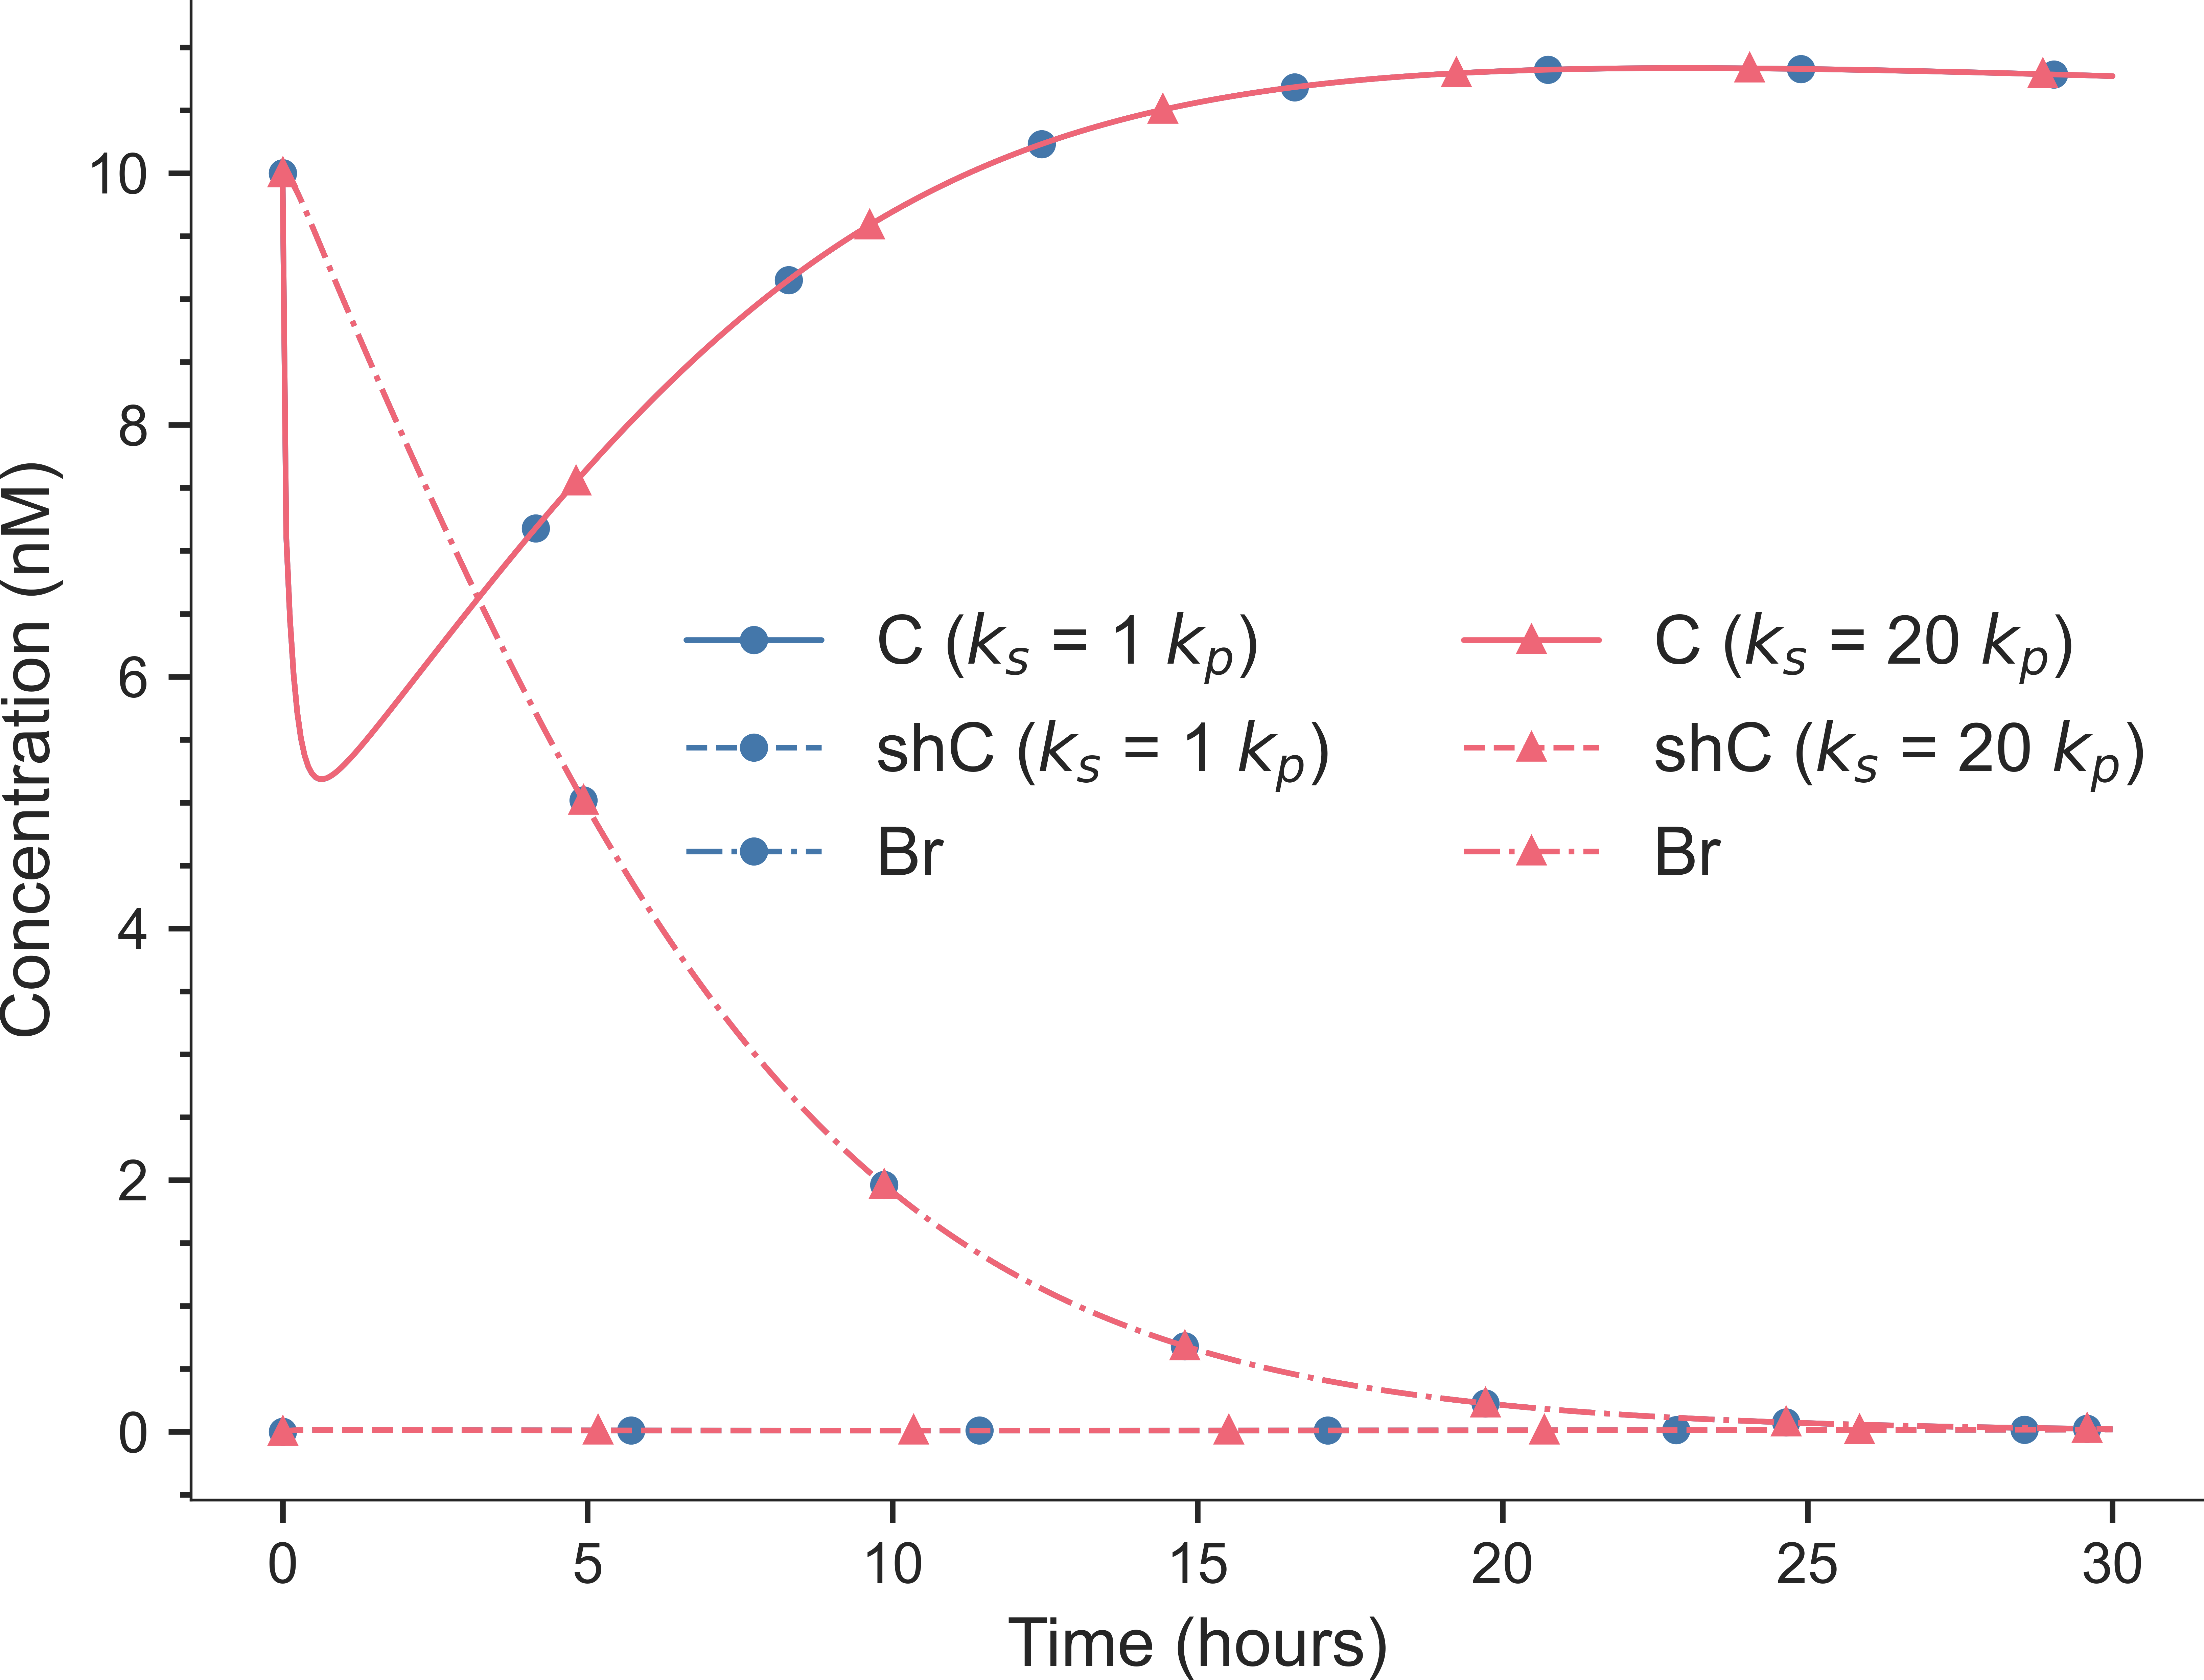 Concentration (nM)
10
8
6
4
2
0
C (kₛ = 1 kₚ)
shC (kₛ = 1 kₚ)
Br
C (kₛ = 20 kₚ)
shC (kₛ = 20 kₚ)
Br
0 5 10 15 20 25 30
Time (hours)